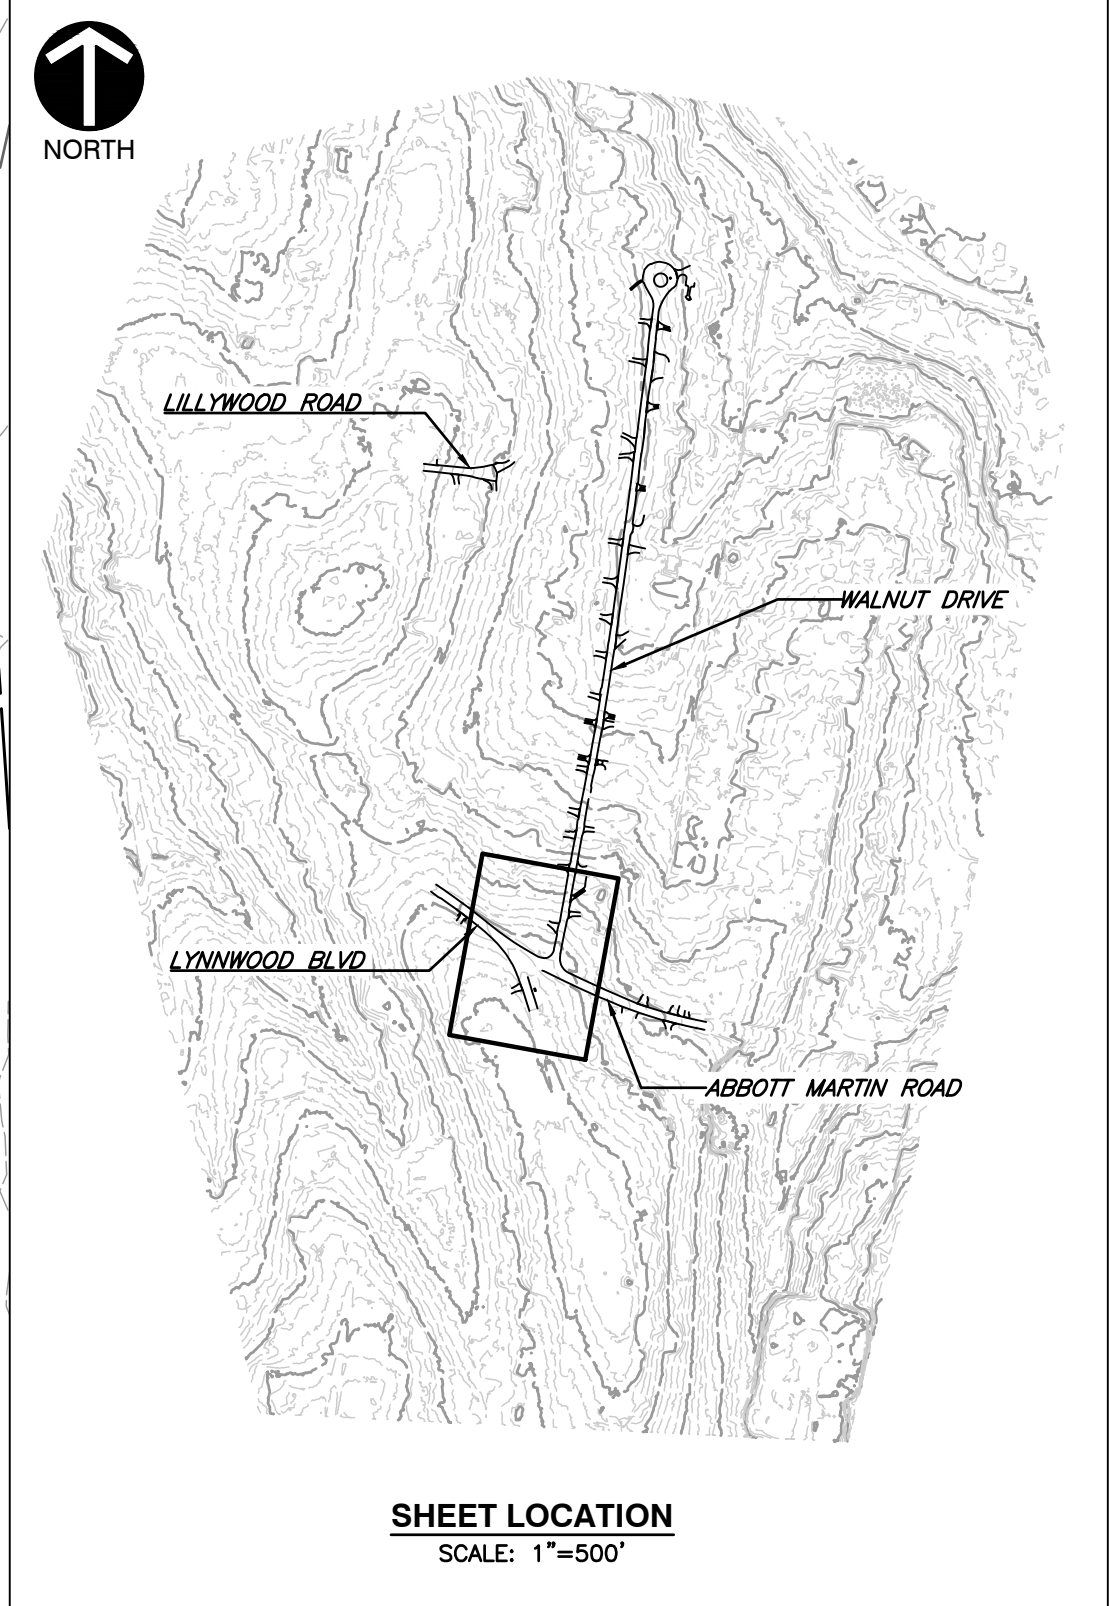 NORTH
LILLYWOOD ROAD
WALNUT DRIVE
LYNNWOOD BLVD
ABBOTT MARTIN ROAD
SHEET LOCATION
SCALE: 1"=500'